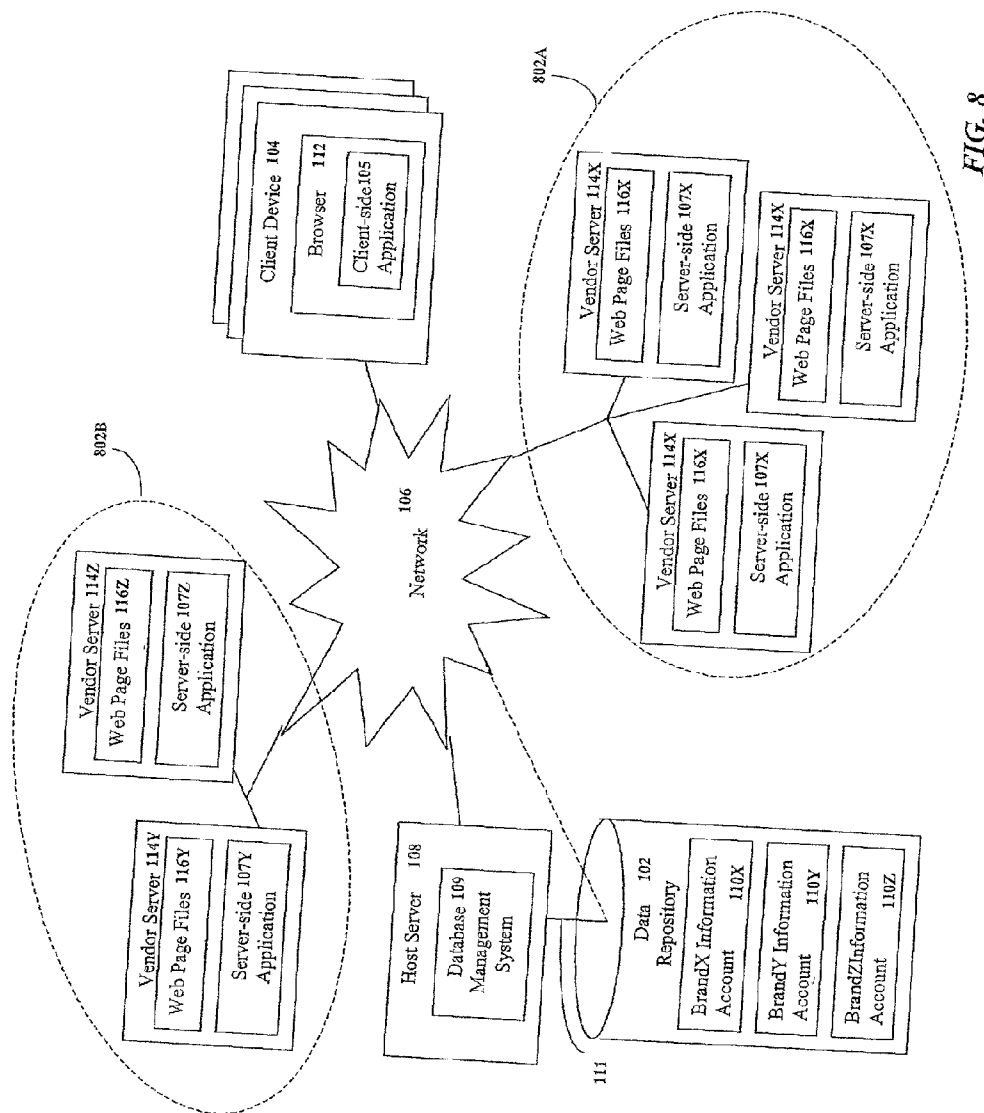 802B
Vendor Server 114Y
Web Page Files 116Y
Server-side 107Y
Application
Vendor Server 114Z
Web Page Files 116Z
Server-side 107Z
Application
Client Device 104
Browser 112
Client-side 105
Application
Network 106
Host Server 108
Database 109
Management
System
111
Data 102
Repository
BrandX Information
Account 110X
BrandY Information
Account 110Y
BrandZInformation
Account 110Z
802A
Vendor Server 114X
Web Page Files 116X
Server-side 107X
Application
Vendor Server 114X
Web Page Files 116X
Server-side 107X
Application
Vendor Server 114X
Web Page Files 116X
Server-side 107X
Application
FIG. 8